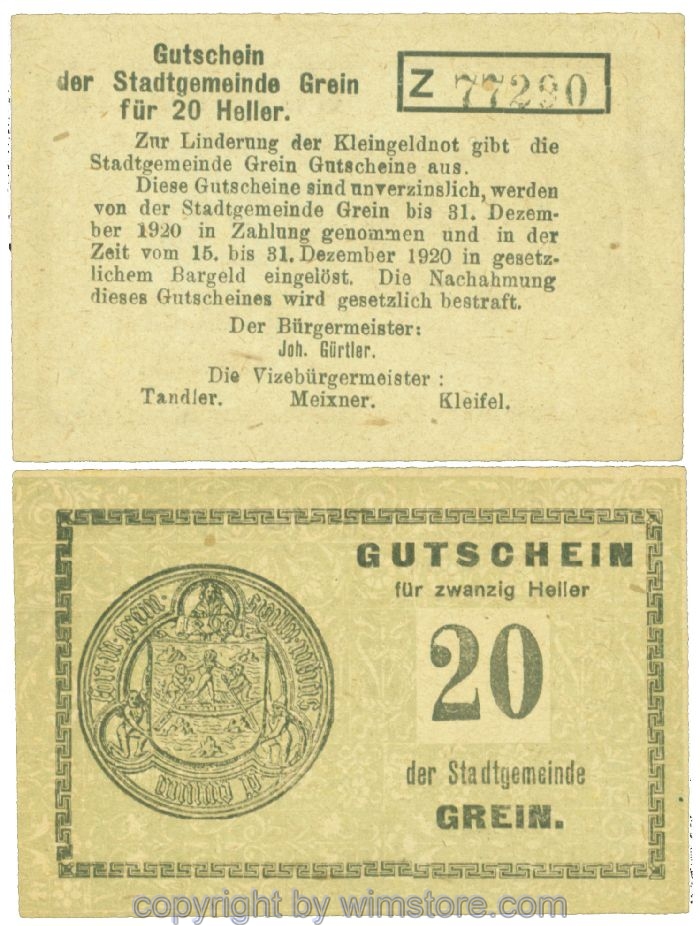 Gutschein
der Stadtgemeinde Grein
für 20 Heller.
Z 77290
Zur Linderung der Kleingeldnot gibt die
Stadtgemeinde Grein Gutscheine aus.
Diese Gutscheine sind unverzinslich, werden
von der Stadtgemeinde Grein bis 31. Dezem-
ber 1920 in Zahlung genommen und in der
Zeit vom 15. bis 31. Dezember 1920 in gesetz-
lichem Bargeld eingelöst. Die Nachahmung
dieses Gutscheines wird gesetzlich bestraft.
Der Bürgermeister:
Joh. Gürtler.
Die Vizebürgermeister :
Tandler. Meixner. Kleifel.
GUTSCHEIN
für zwanzig Heller
20
der Stadtgemeinde
GREIN.
copyright by wimstore.com